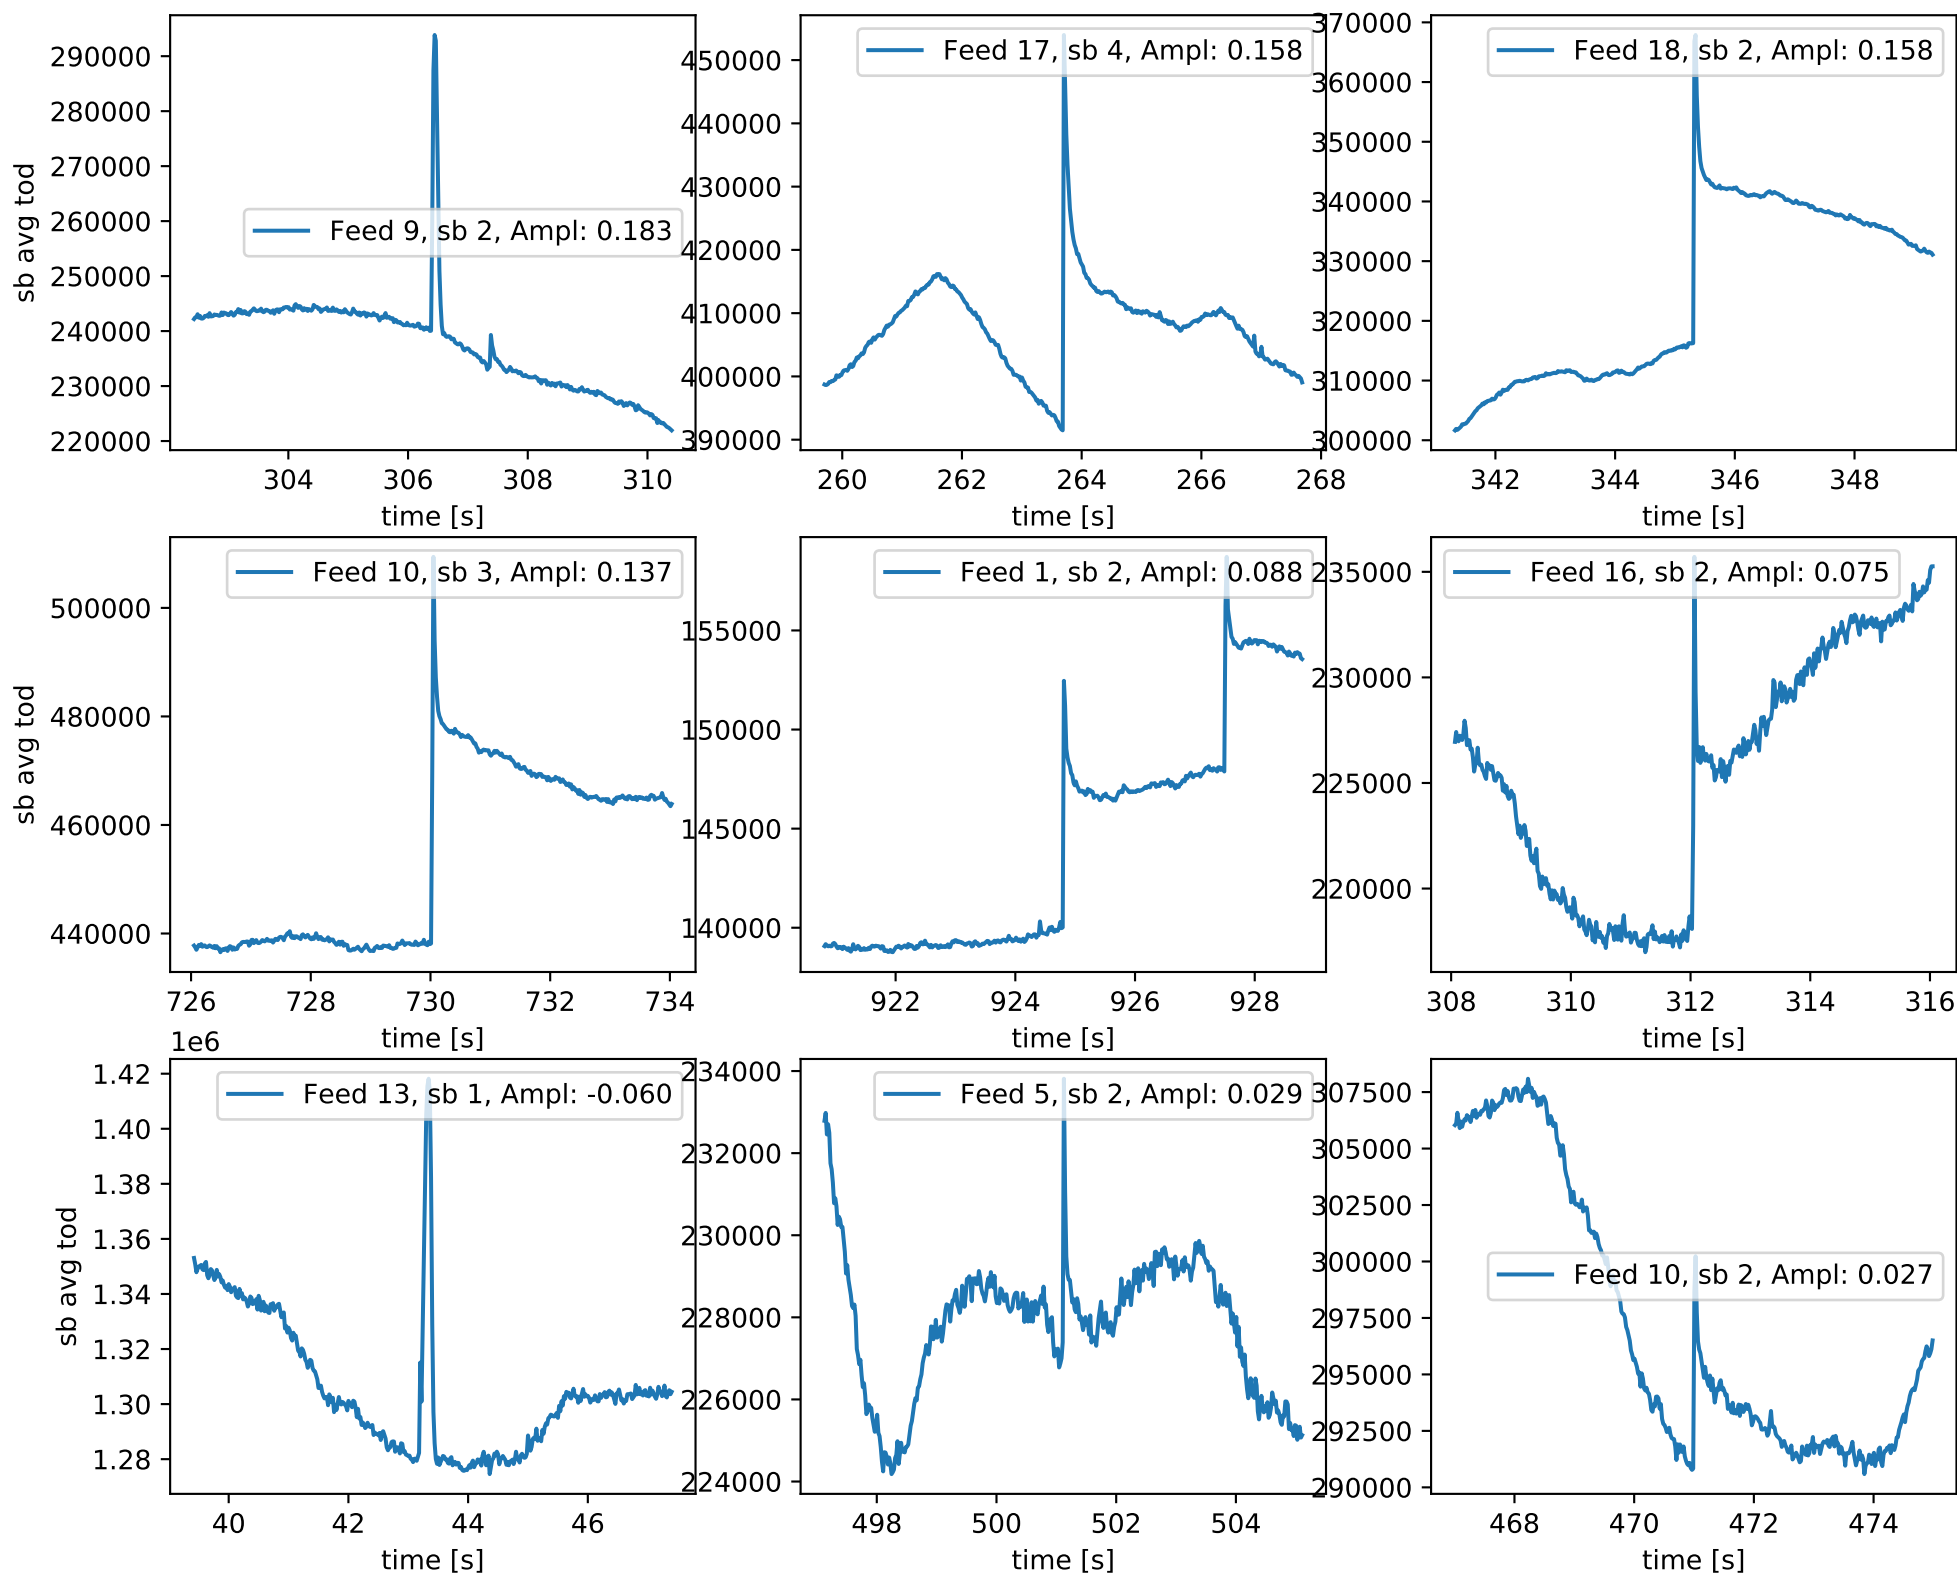 290000
280000
270000
260000
250000
240000
230000
220000
sb avg tod
Feed 9, sb 2, Ampl: 0.183
304 306 308 310
time [s]
450000
440000
430000
420000
410000
400000
390000
Feed 17, sb 4, Ampl: 0.158
260 262 264 266 268
time [s]
370000
360000
350000
340000
330000
320000
310000
300000
Feed 18, sb 2, Ampl: 0.158
342 344 346 348
time [s]
500000
480000
460000
440000
sb avg tod
Feed 10, sb 3, Ampl: 0.137
726 728 730 732 734
time [s]
155000
150000
145000
140000
Feed 1, sb 2, Ampl: 0.088
922 924 926 928
time [s]
235000
230000
225000
220000
Feed 16, sb 2, Ampl: 0.075
308 310 312 314 316
time [s]
1e6
1.42
1.40
1.38
1.36
1.34
1.32
1.30
1.28
sb avg tod
Feed 13, sb 1, Ampl: -0.060
40 42 44 46
time [s]
234000
232000
230000
228000
226000
224000
Feed 5, sb 2, Ampl: 0.029
498 500 502 504
time [s]
307500
305000
302500
300000
297500
295000
292500
290000
Feed 10, sb 2, Ampl: 0.027
468 470 472 474
time [s]